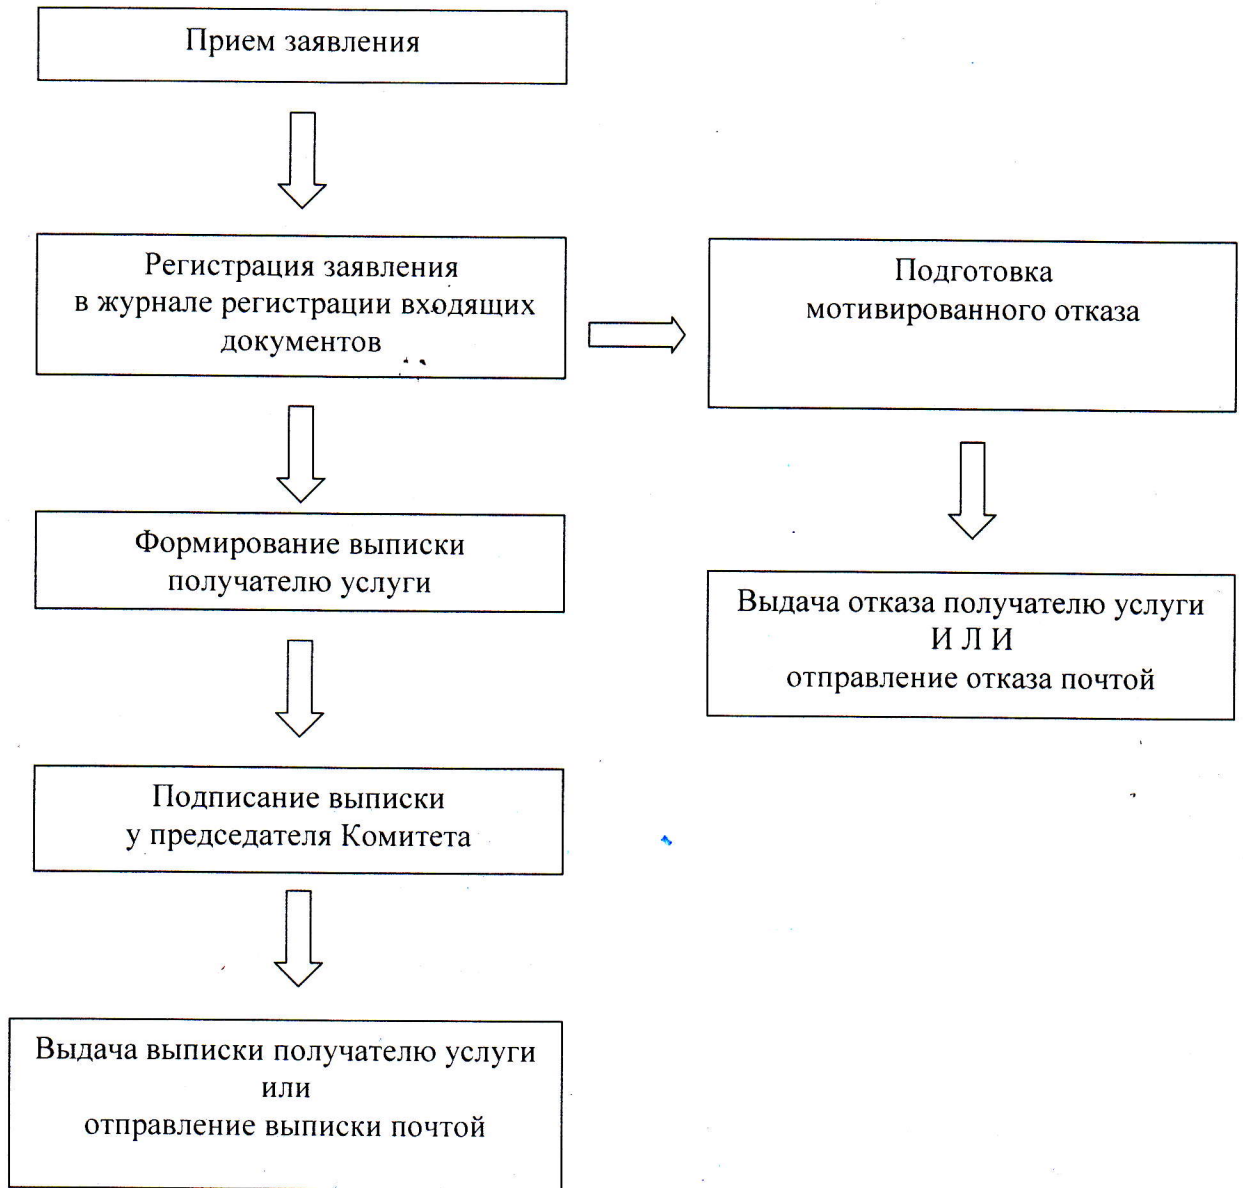 Прием заявления
Регистрация заявления
в журнале регистрации входящих
документов
Подготовка
мотивированного отказа
Формирование выписки
получателю услуги
Выдача отказа получателю услуги
И Л И
отправление отказа почтой
Подписание выписки
у председателя Комитета
Выдача выписки получателю услуги
или
отправление выписки почтой